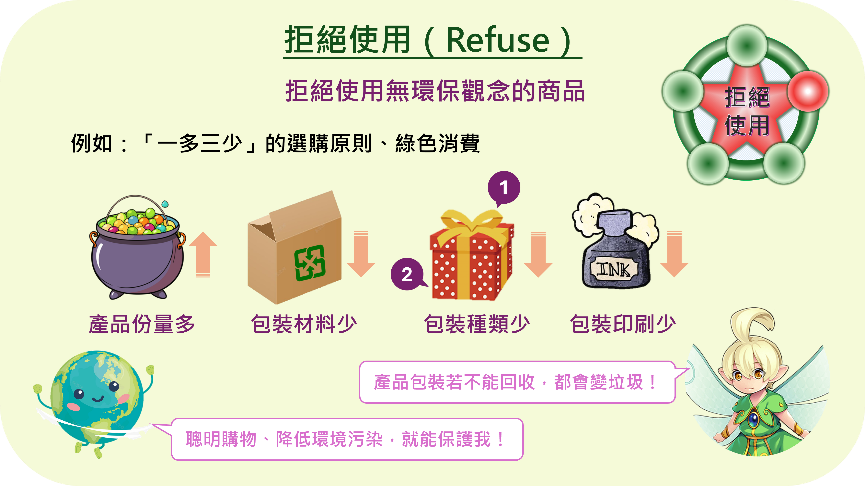 拒絕使用（Refuse）
拒絕使用無環保觀念的商品
拒絕
使用
例如：「一多三少」的選購原則、綠色消費
1
2
INK
產品份量多
包裝材料少
包裝種類少
包裝印刷少
產品包裝若不能回收，都會變垃圾！
聰明購物、降低環境污染，就能保護我！